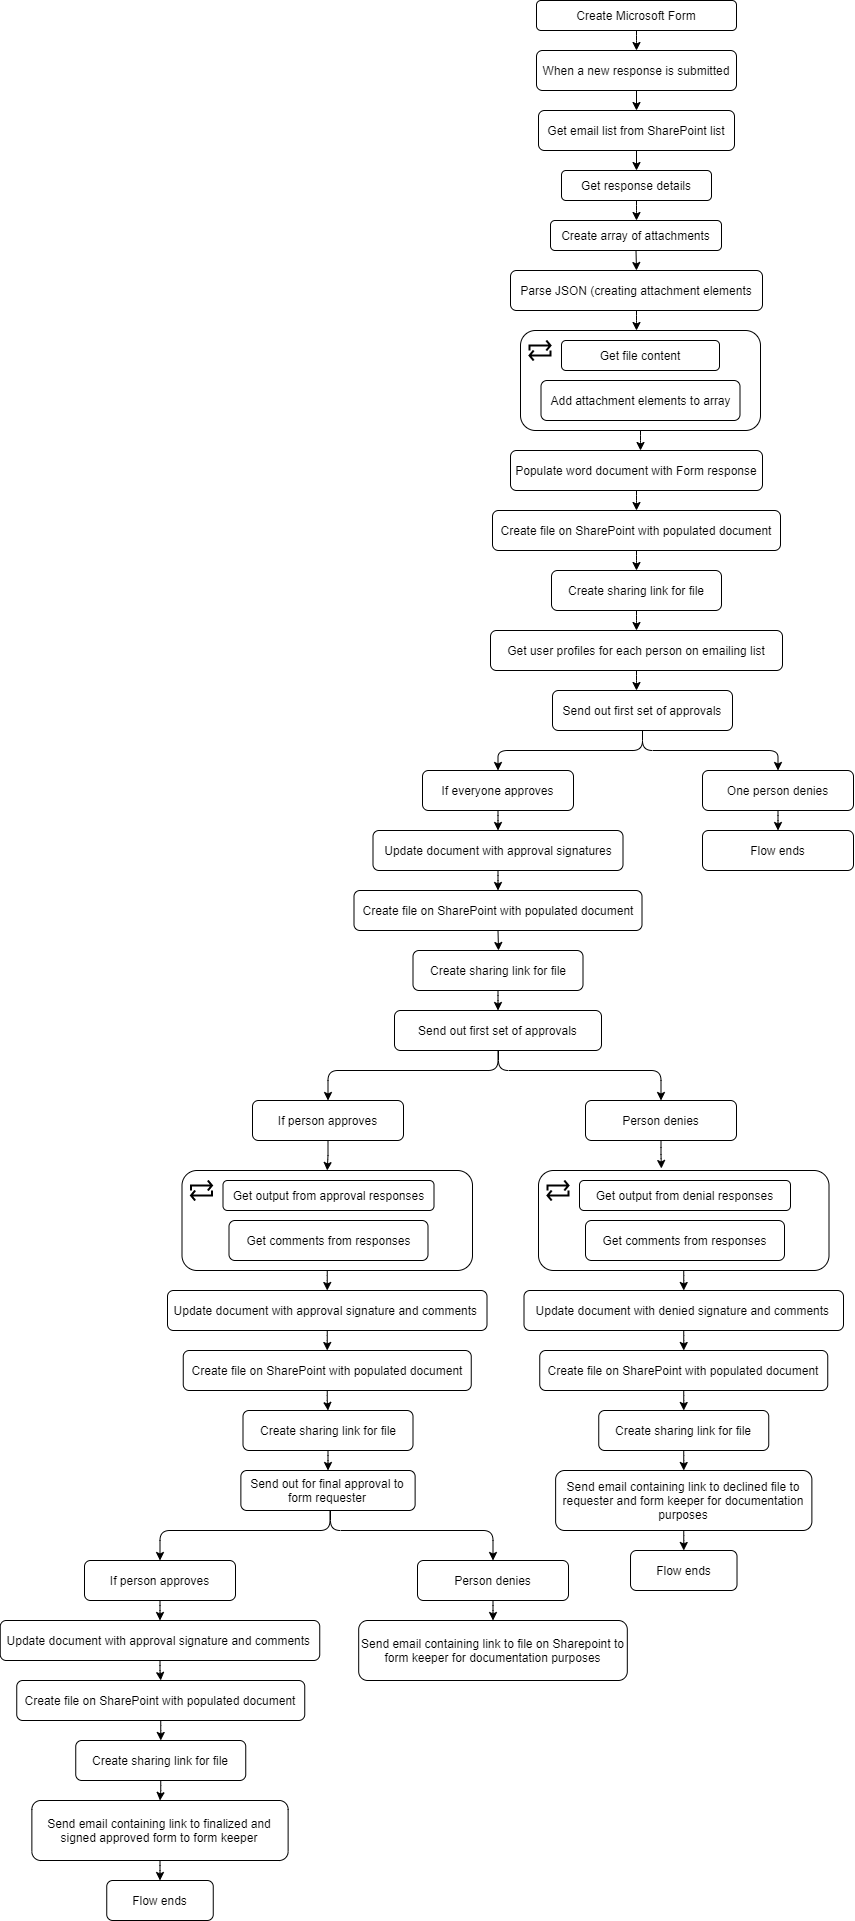 Create Microsoft Form
When a new response is submitted
Get email list from SharePoint list
Get response details
Create array of attachments
Parse JSON (creating attachment elements
Get file content
Add attachment elements to array
Populate word document with Form response
Create file on SharePoint with populated document
Create sharing link for file
Get user profiles for each person on emailing list
Send out first set of approvals
If everyone approves
One person denies
Update document with approval signatures
Flow ends
Create file on SharePoint with populated document
Create sharing link for file
Send out first set of approvals
If person approves
Person denies
Get output from approval responses
Get output from denial responses
Get comments from responses
Get comments from responses
Update document with approval signature and comments
Update document with denied signature and comments
Create file on SharePoint with populated document
Create file on SharePoint with populated document
Create sharing link for file
Create sharing link for file
Send out for final approval to
form requester
Send email containing link to declined file to
requester and form keeper for documentation
purposes
If person approves
Person denies
Flow ends
Update document with approval signature and comments
Send email containing link to file on Sharepoint to
form keeper for documentation purposes
Create file on SharePoint with populated document
Create sharing link for file
Send email containing link to finalized and
signed approved form to form keeper
Flow ends